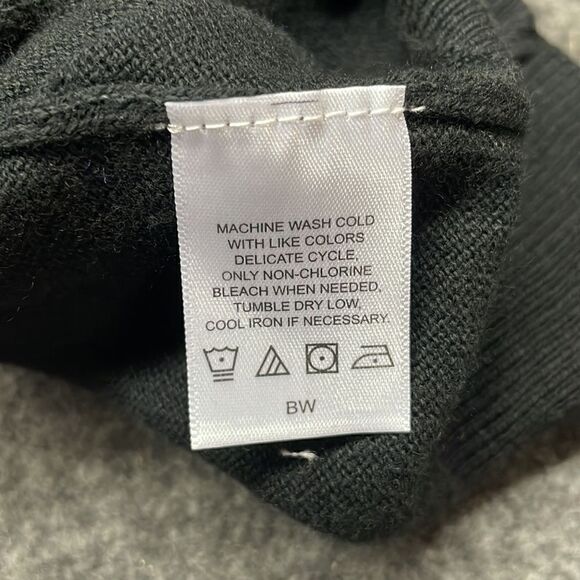 MACHINE WASH COLD
WITH LIKE COLORS
DELICATE CYCLE,
ONLY NON-CHLORINE
BLEACH WHEN NEEDED,
TUMBLE DRY LOW,
COOL IRON IF NECESSARY.
BW